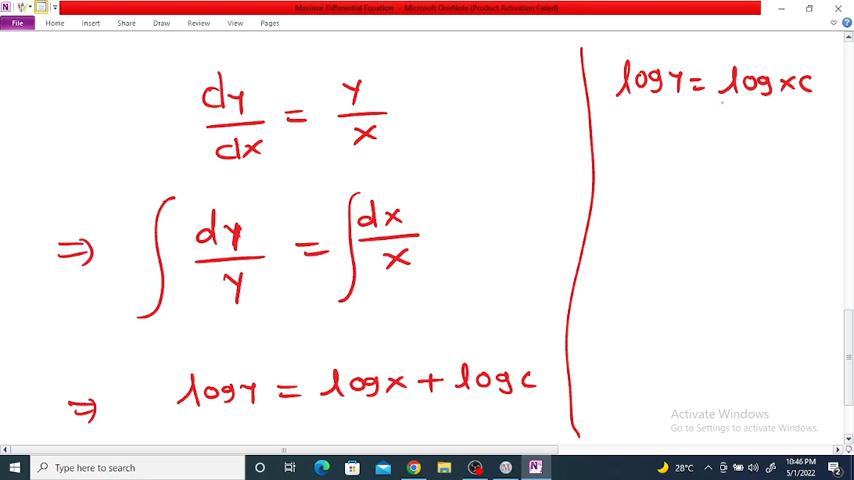 Maxima: Differential Equation - Microsoft OneNote (Product Activation Failed)
File Home Insert Share Draw History Review View Pages
dy/dx = y/x
⇒ ∫ dy/y = ∫ dx/x
⇒ log y = log x + log c
log y = log xc
Activate Windows
Go to Settings to activate Windows.
Type here to search
28°C
10:46 PM
5/1/2022
2